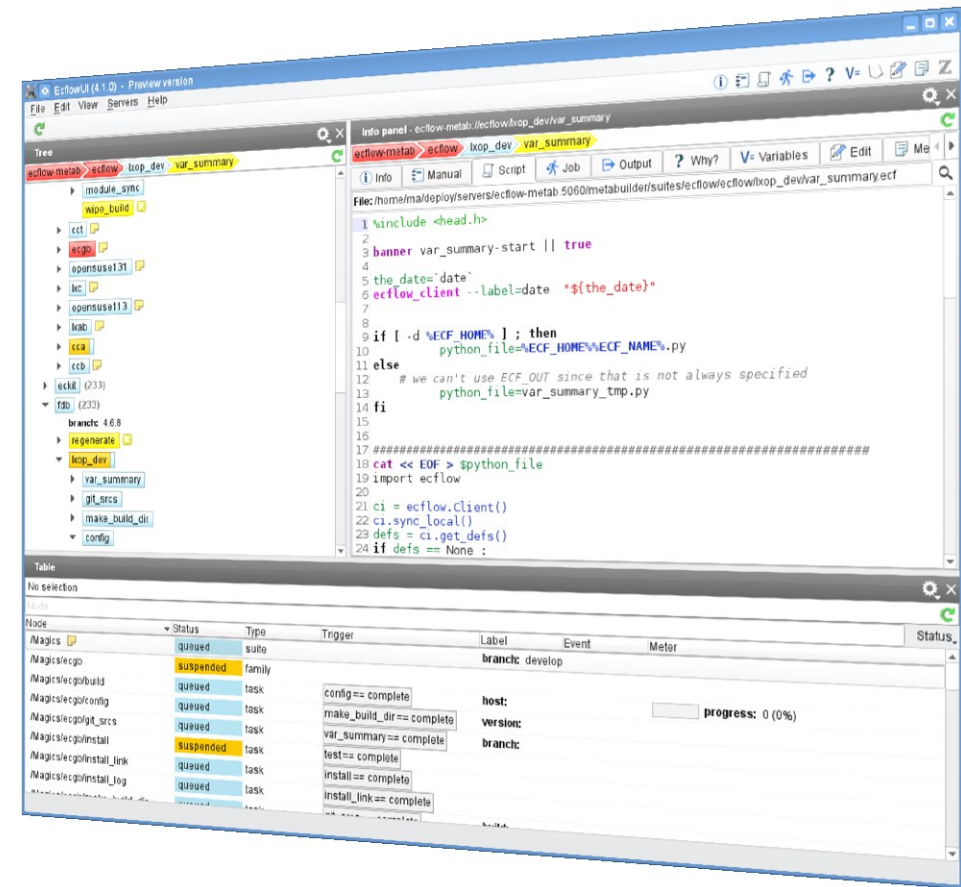 EcflowUI (4.1.0) - Preview version
File Edit View Servers Help
? V= Z
Tree
ecflow-metab ecflow lxop_dev var_summary
module_sync
wipe_build
cct
ecgb
opensuse131
lxc
opensuse113
lxab
cca
ccb
eckit (233)
fdb (233)
branch: 4.6.8
regenerate
lxop_dev
var_summary
git_srcs
make_build_dir
config
Info panel - ecflow-metab://ecflow/lxop_dev/var_summary
ecflow-metab ecflow lxop_dev var_summary
Info Manual Script Job Output ? Why? V= Variables Edit Me
File: /home/ma/deploy/servers/ecflow-metab.5060/metabuilder/suites/ecflow/ecflow/lxop_dev/var_summary.ecf
1 %include <head.h>
2
3 banner var_summary-start || true
4
5 the_date=`date`
6 ecflow_client --label=date "${the_date}"
7
8
9 if [ -d %ECF_HOME% ] ; then
10 python_file=%ECF_HOME%%ECF_NAME%.py
11 else
12 # we can't use ECF_OUT since that is not always specified
13 python_file=var_summary_tmp.py
14 fi
15
16
17 ##########################################################################
18 cat << EOF > $python_file
19 import ecflow
20
21 ci = ecflow.Client()
22 ci.sync_local()
23 defs = ci.get_defs()
24 if defs == None :
Table
No selection
Node
Node Status Type Trigger Label Event Meter Status
/Magics queued suite branch: develop
/Magics/ecgb suspended family
/Magics/ecgb/build queued task config == complete host: progress: 0 (0%)
/Magics/ecgb/config queued task make_build_dir == complete version:
/Magics/ecgb/git_srcs queued task var_summary == complete branch:
/Magics/ecgb/install suspended task test == complete
/Magics/ecgb/install_link queued task install == complete
/Magics/ecgb/install_log queued task install_link == complete